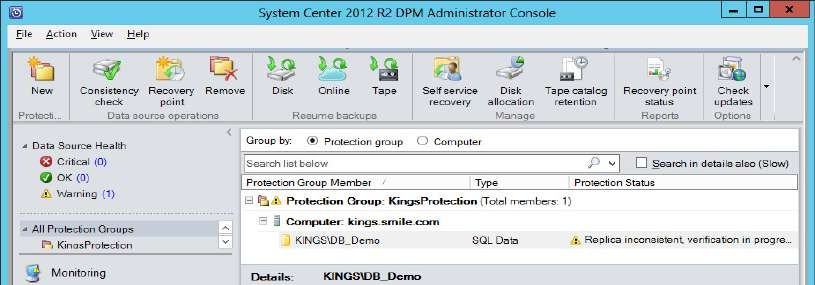 System Center 2012 R2 DPM Administrator Console
File Action View Help
New Consistency check Recovery point Remove Disk Online Tape Self service recovery Disk allocation Tape catalog retention Recovery point status Check updates
Protecti... Data source operations Resume backups Manage Reports Options
Data Source Health
Critical (0)
OK (0)
Warning (1)
All Protection Groups
KingsProtection
Monitoring
Group by: Protection group Computer
Search list below Search in details also (Slow)
Protection Group Member Type Protection Status
Protection Group: KingsProtection (Total members: 1)
Computer: kings.smile.com
KINGS\DB_Demo SQL Data Replica inconsistent, verification in progre...
Details: KINGS\DB_Demo